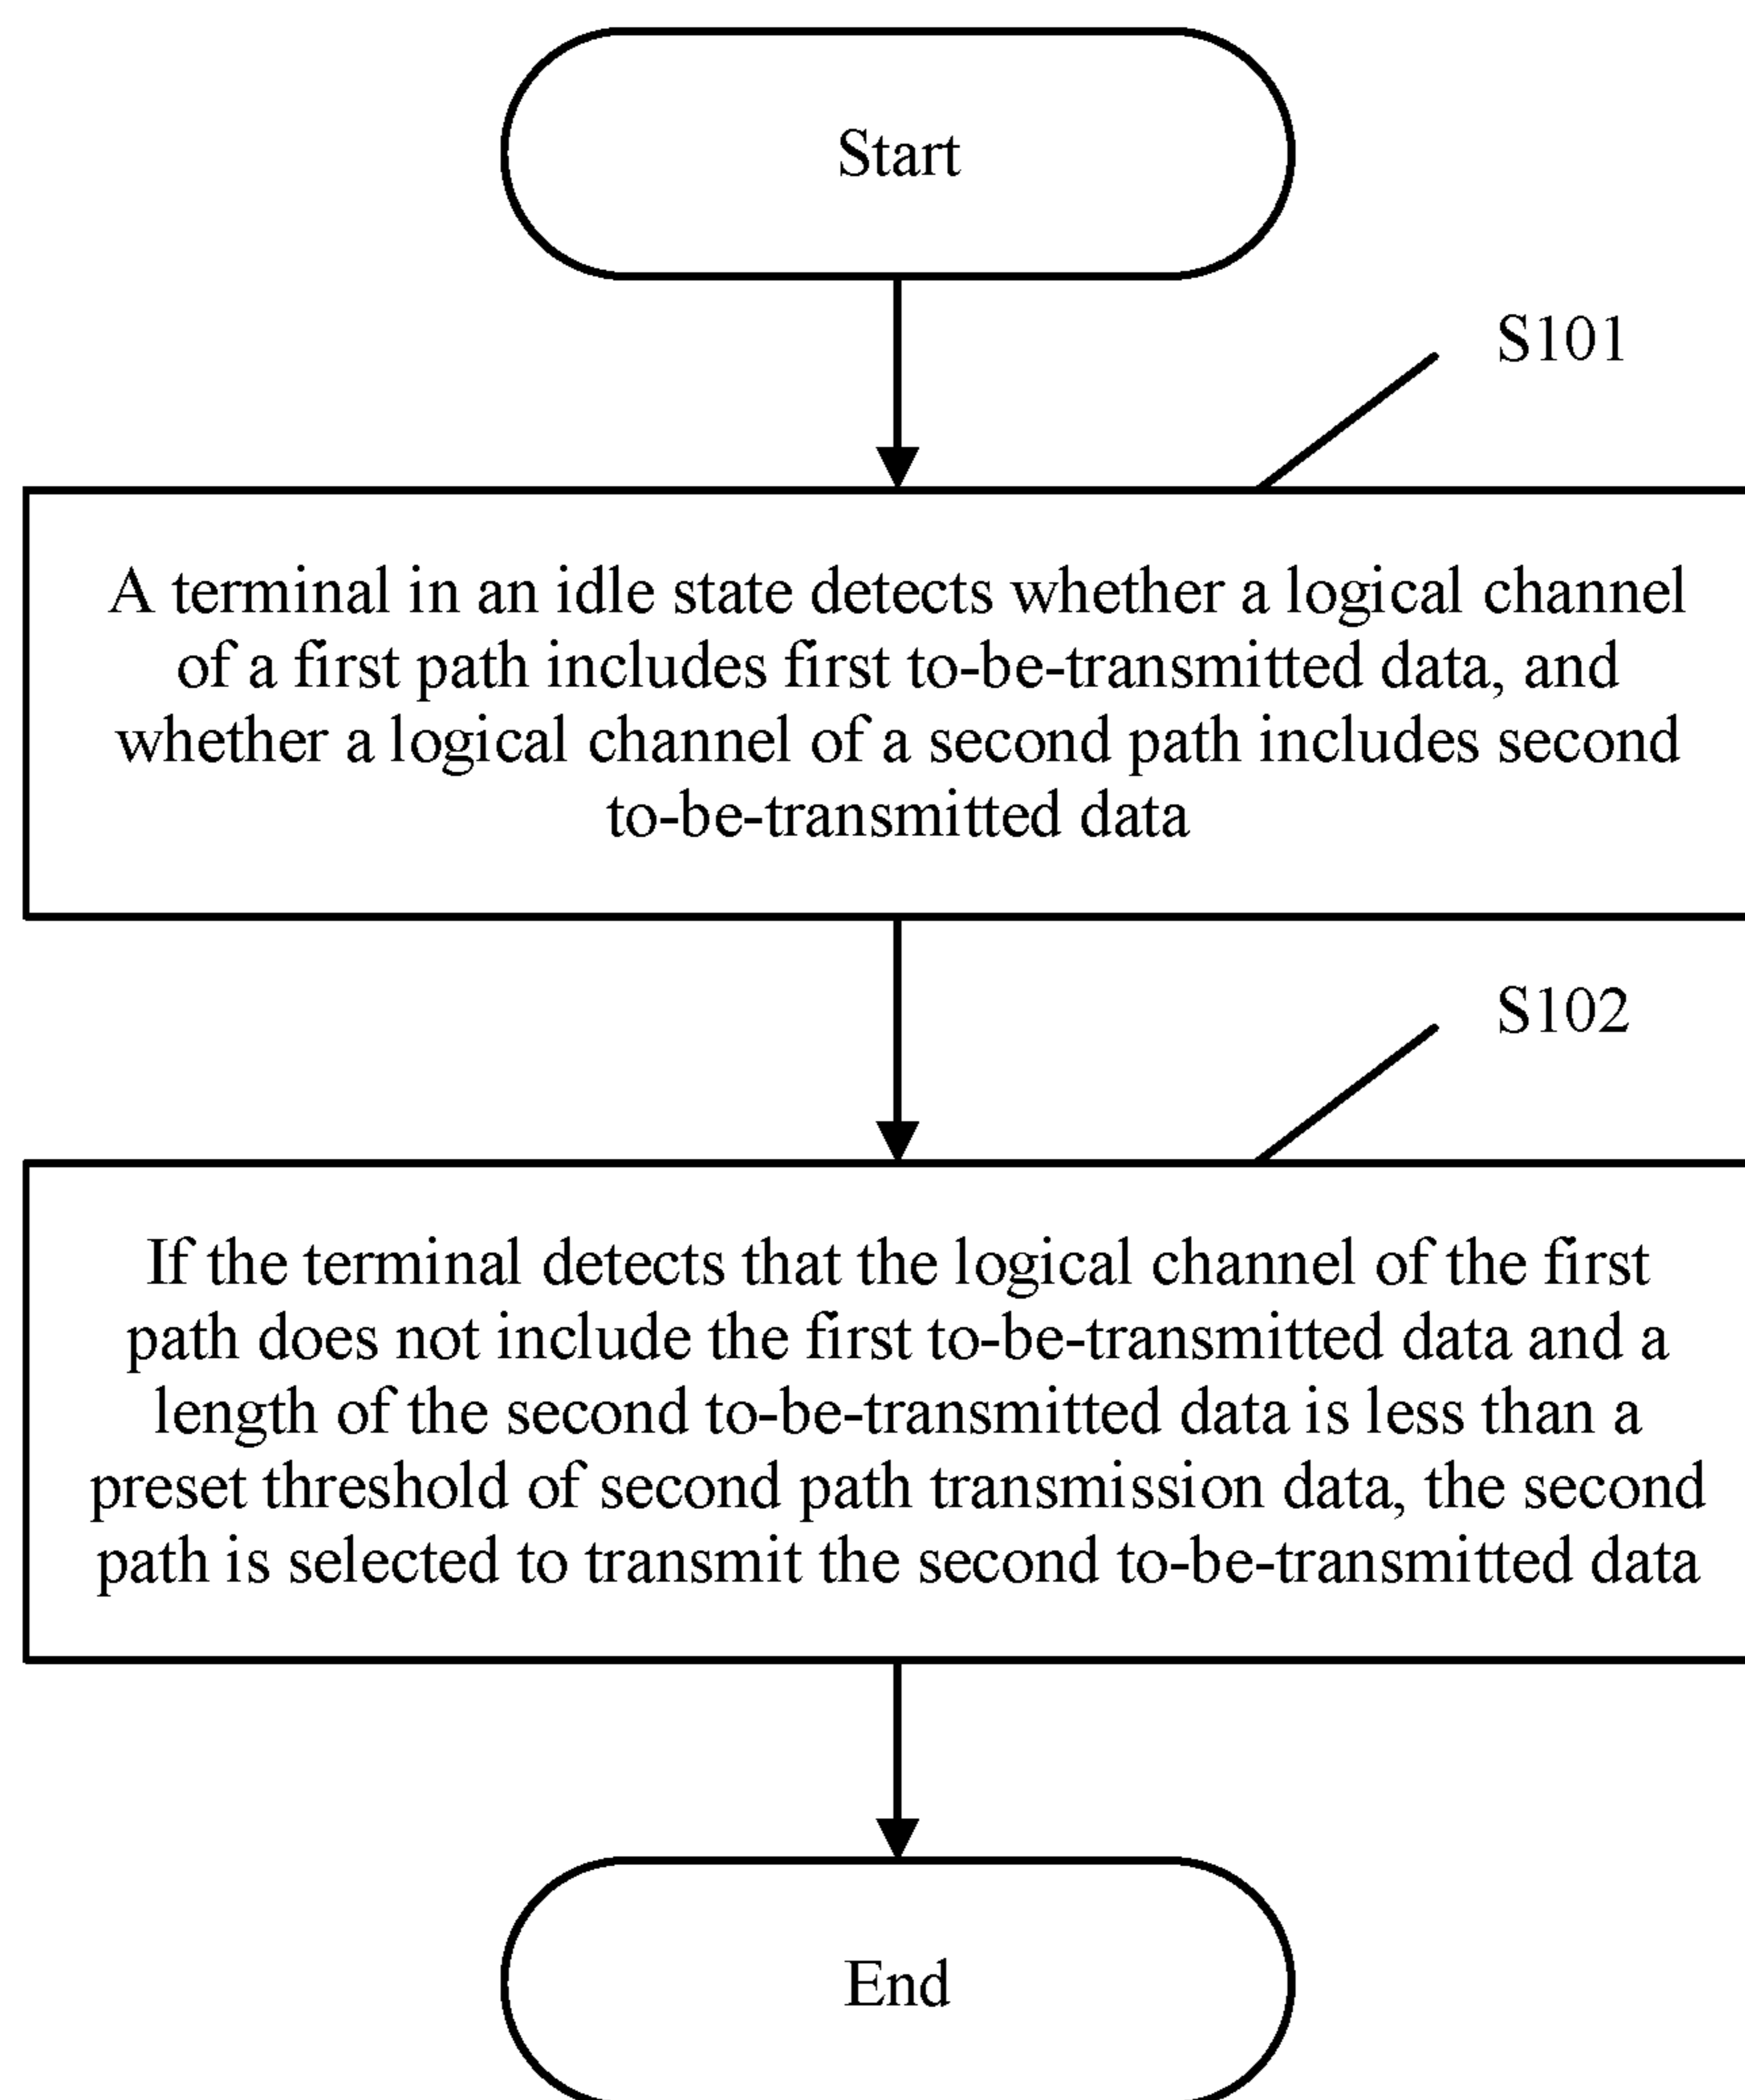 Start
S101
A terminal in an idle state detects whether a logical channel
of a first path includes first to-be-transmitted data, and
whether a logical channel of a second path includes second
to-be-transmitted data
S102
If the terminal detects that the logical channel of the first
path does not include the first to-be-transmitted data and a
length of the second to-be-transmitted data is less than a
preset threshold of second path transmission data, the second
path is selected to transmit the second to-be-transmitted data
End